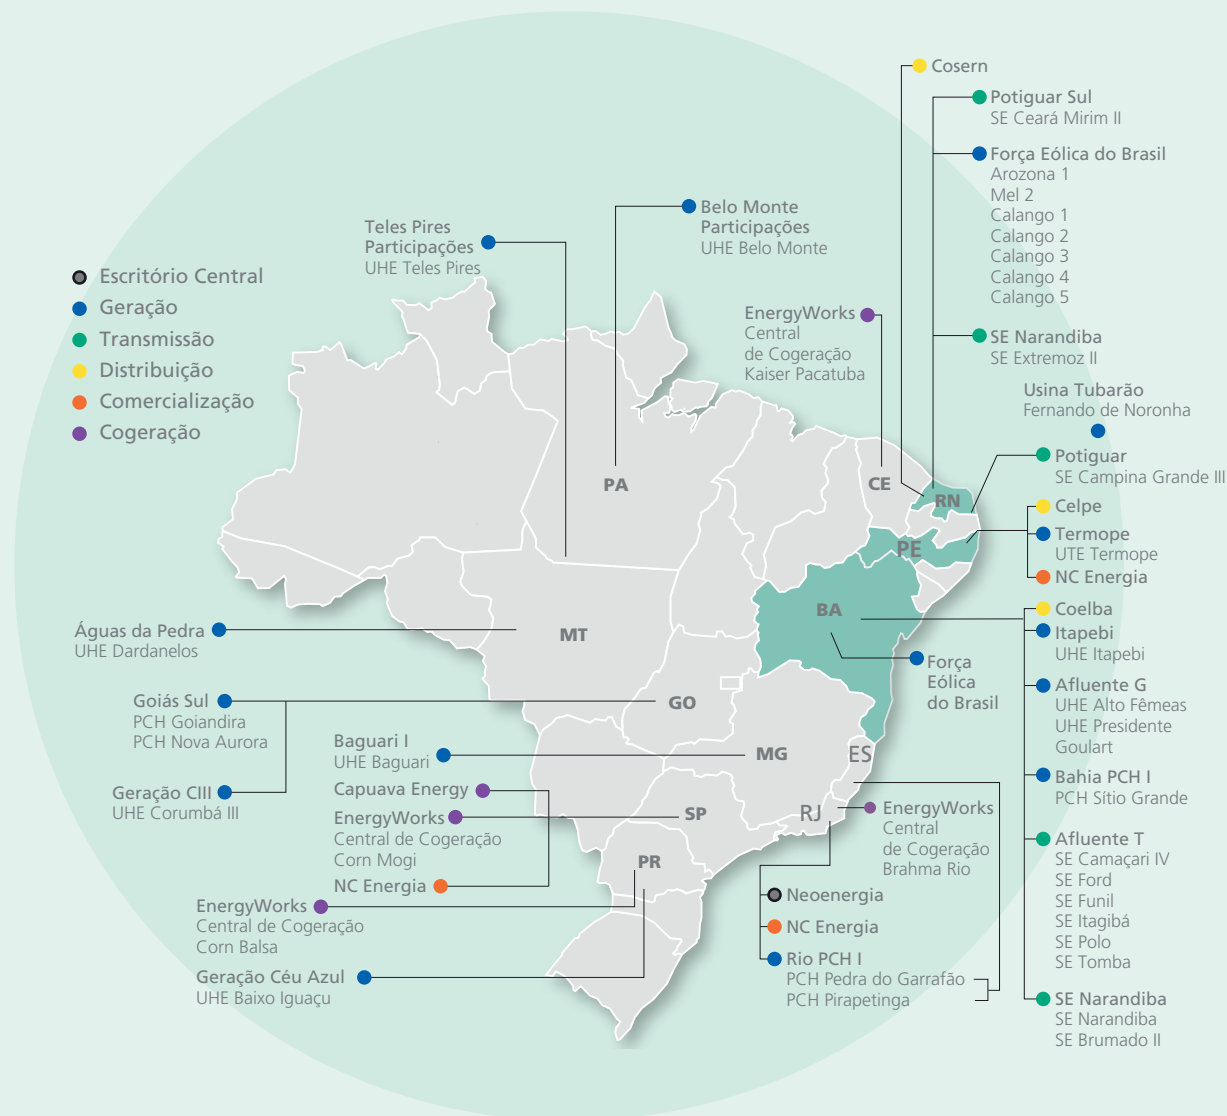 Cosern
Potiguar Sul
SE Ceará Mirim II
Força Eólica do Brasil
Arozona 1
Mel 2
Calango 1
Calango 2
Calango 3
Calango 4
Calango 5
SE Narandiba
SE Extremoz II
Belo Monte
Participações
UHE Belo Monte
Teles Pires
Participações
UHE Teles Pires
Escritório Central
Geração
Transmissão
Distribuição
Comercialização
Cogeração
EnergyWorks
Central
de Cogeração
Kaiser Pacatuba
Usina Tubarão
Fernando de Noronha
Potiguar
SE Campina Grande III
Celpe
Termope
UTE Termope
NC Energia
PA
CE
RN
PE
BA
MT
GO
MG
ES
SP
RJ
PR
Coelba
Itapebi
UHE Itapebi
Afluente G
UHE Alto Fêmeas
UHE Presidente
Goulart
Bahia PCH I
PCH Sítio Grande
Afluente T
SE Camaçari IV
SE Ford
SE Funil
SE Itagibá
SE Polo
SE Tomba
SE Narandiba
SE Narandiba
SE Brumado II
Força
Eólica
do Brasil
Águas da Pedra
UHE Dardanelos
Goiás Sul
PCH Goiandira
PCH Nova Aurora
Geração CIII
UHE Corumbá III
Baguari I
UHE Baguari
Capuava Energy
EnergyWorks
Central de Cogeração
Corn Mogi
NC Energia
EnergyWorks
Central de Cogeração
Corn Balsa
Geração Céu Azul
UHE Baixo Iguaçu
EnergyWorks
Central
de Cogeração
Brahma Rio
Neoenergia
NC Energia
Rio PCH I
PCH Pedra do Garrafão
PCH Pirapetinga